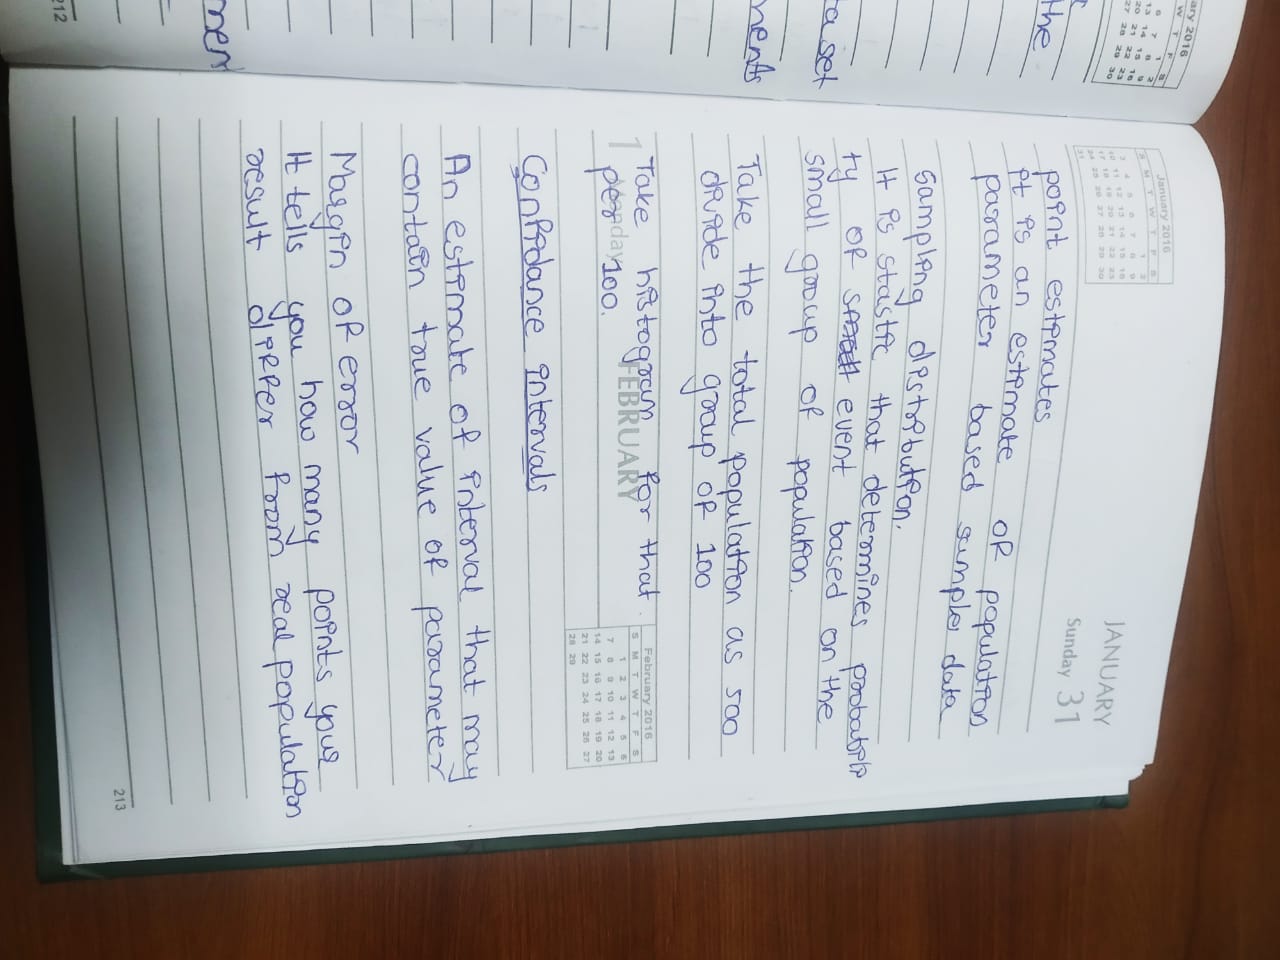 ary 2016
W T F S
1 2
6 7 8 9
13 14 15 16
20 21 22 23
27 28 29 30
the
ta set
ments
ment
212
January 2016
S M T W T F S
1 2
3 4 5 6 7 8 9
10 11 12 13 14 15 16
17 18 19 20 21 22 23
24 25 26 27 28 29 30
31
JANUARY
Sunday 31
point estimates
it is an estimate of population
parameter based sample data
Sampling distribution.
It is stastic that determines probabili
ty of event based on the
small group of population.
Take the total population as 500
divide into group of 100
Take histogram for that
per 100.
1 Monday FEBRUARY
February 2016
S M T W T F S
1 2 3 4 5 6
7 8 9 10 11 12 13
14 15 16 17 18 19 20
21 22 23 24 25 26 27
28 29
Confidance intervals
An estimate of interval that may
contain true value of parameter
Margin of error
It tells you how many points your
result differ from real population
213